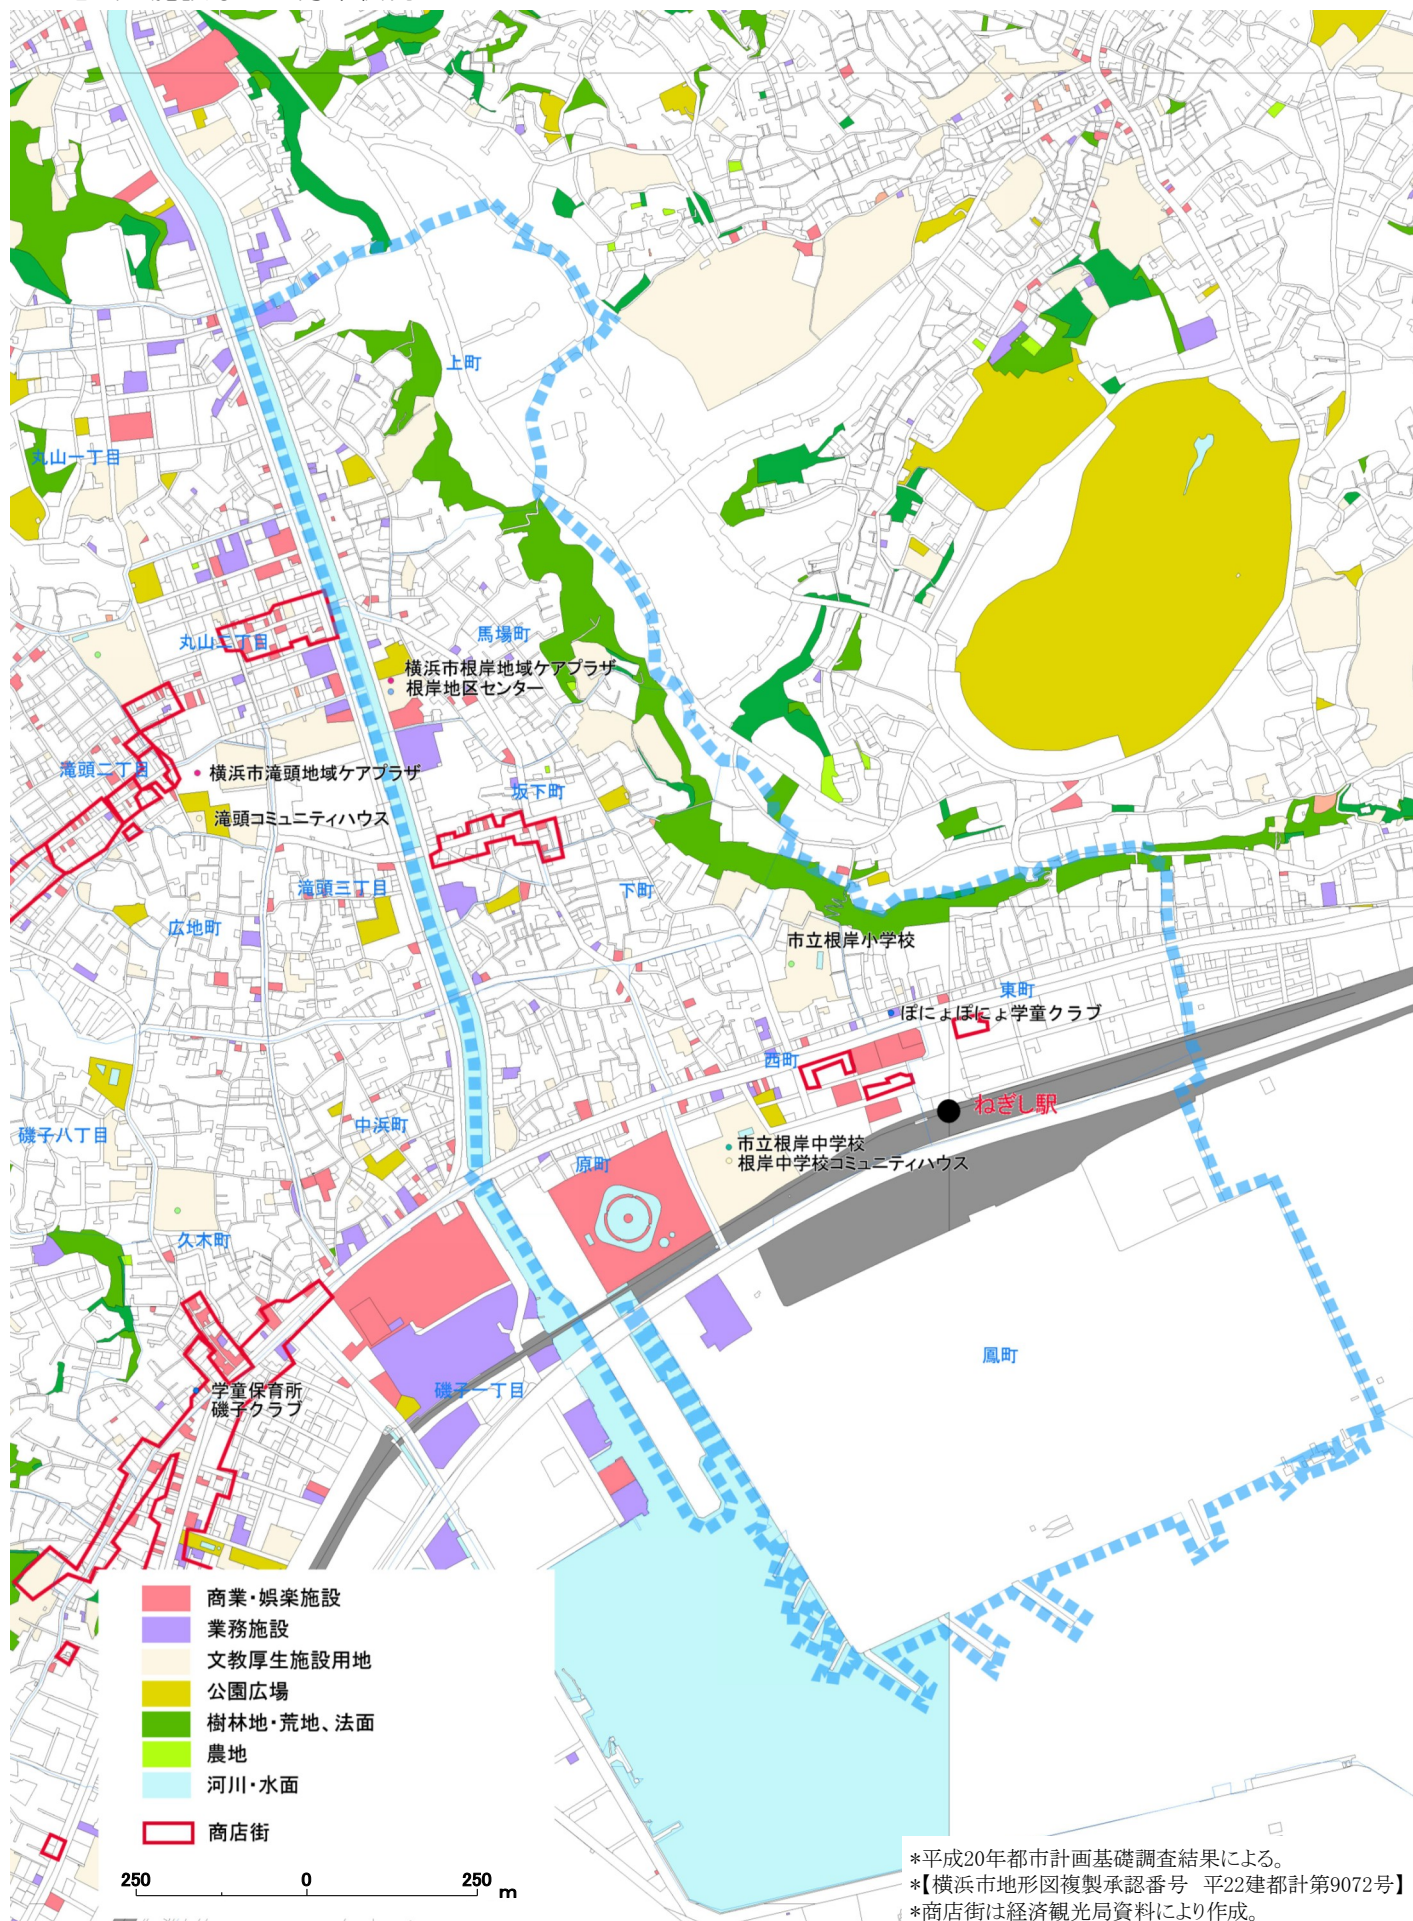 上町
丸山一丁目
丸山二丁目
馬場町
横浜市根岸地域ケアプラザ
根岸地区センター
滝頭二丁目
横浜市滝頭地域ケアプラザ
坂下町
滝頭コミュニティハウス
滝頭三丁目
下町
広地町
市立根岸小学校
東町
ぽにょぽにょ学童クラブ
西町
ねぎし駅
中浜町
磯子八丁目
市立根岸中学校
原町
根岸中学校コミュニティハウス
久木町
鳳町
学童保育所
磯子クラブ
磯子一丁目
商業・娯楽施設
業務施設
文教厚生施設用地
公園広場
樹林地・荒地、法面
農地
河川・水面
商店街
250 0 250 m
*平成20年都市計画基礎調査結果による。
*【横浜市地形図複製承認番号 平22建都計第9072号】
*商店街は経済観光局資料により作成。